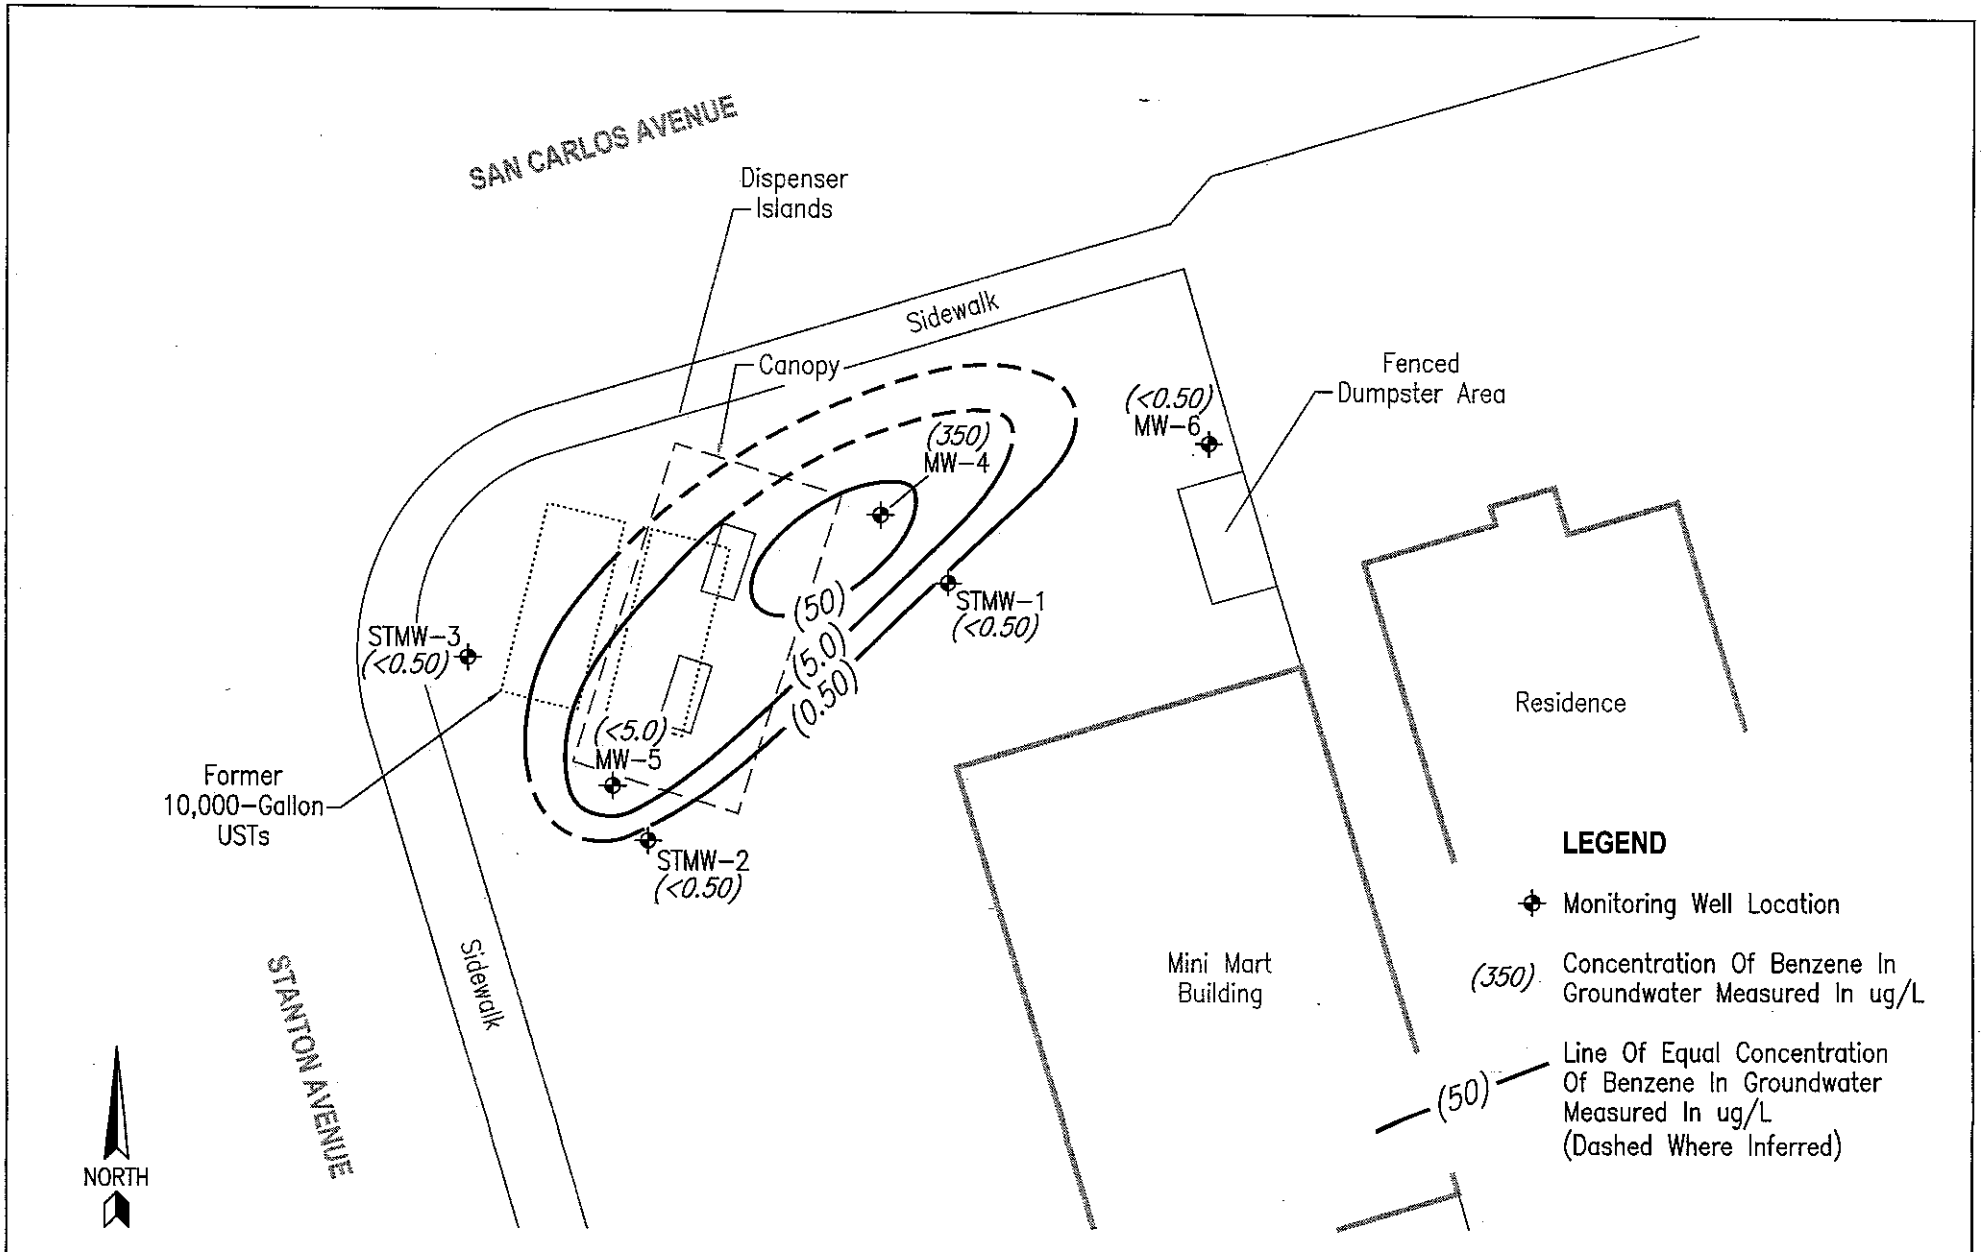 SAN CARLOS AVENUE
Dispenser
Islands
Sidewalk
Canopy
Fenced
Dumpster Area
(<0.50)
MW-6
(350)
MW-4
(50)
STMW-1
(<0.50)
(5.0)
(0.50)
STMW-3
(<0.50)
(<5.0)
MW-5
Residence
Former
10,000-Gallon
USTs
STMW-2
(<0.50)
Sidewalk
STANTON AVENUE
Mini Mart
Building
NORTH
LEGEND
Monitoring Well Location
(350)
Concentration Of Benzene In
Groundwater Measured In ug/L
(50)
Line Of Equal Concentration
Of Benzene In Groundwater
Measured In ug/L
(Dashed Where Inferred)